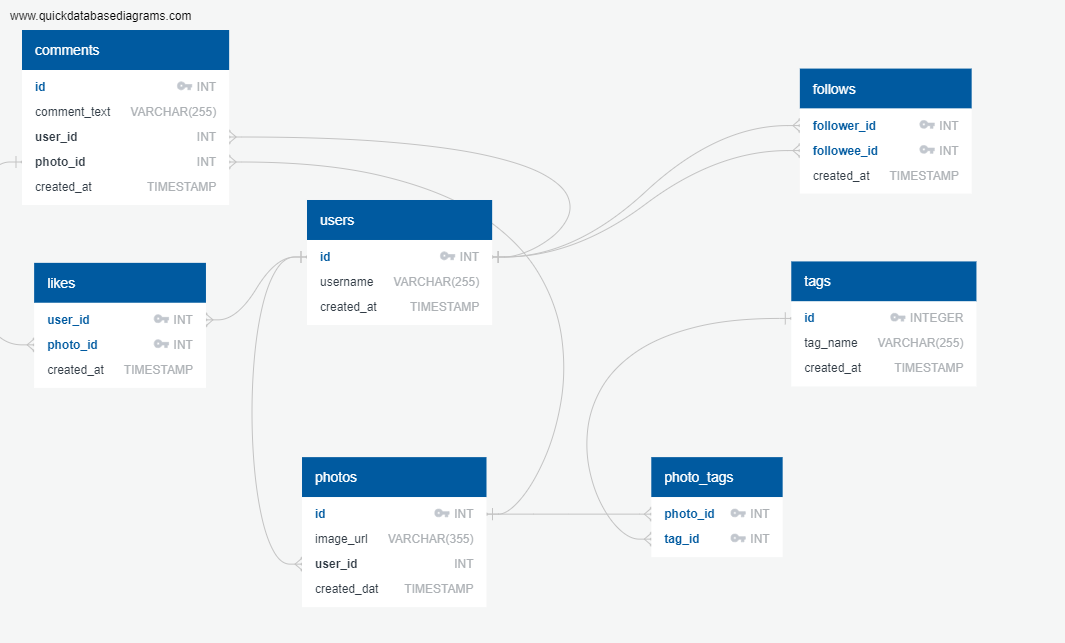 www.quickdatabasediagrams.com
comments
id INT
comment_text VARCHAR(255)
user_id INT
photo_id INT
created_at TIMESTAMP
follows
follower_id INT
followee_id INT
created_at TIMESTAMP
users
id INT
username VARCHAR(255)
created_at TIMESTAMP
likes
user_id INT
photo_id INT
created_at TIMESTAMP
tags
id INTEGER
tag_name VARCHAR(255)
created_at TIMESTAMP
photos
id INT
image_url VARCHAR(355)
user_id INT
created_dat TIMESTAMP
photo_tags
photo_id INT
tag_id INT